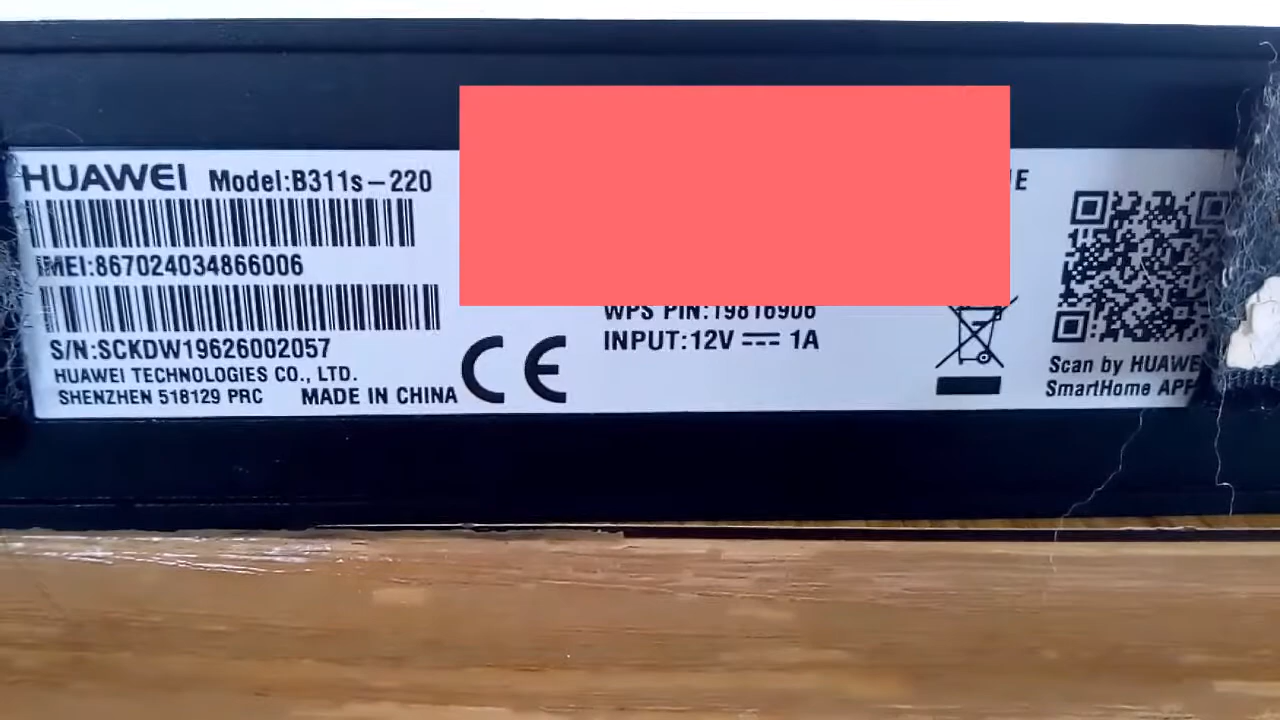 HUAWEI Model:B311s-220
IMEI:867024034866006
S/N:SCKDW19626002057
HUAWEI TECHNOLOGIES CO., LTD.
SHENZHEN 518129 PRC MADE IN CHINA
CE
WPS PIN:19816906
INPUT:12V ⎓ 1A
Scan by HUAWEI
SmartHome APP